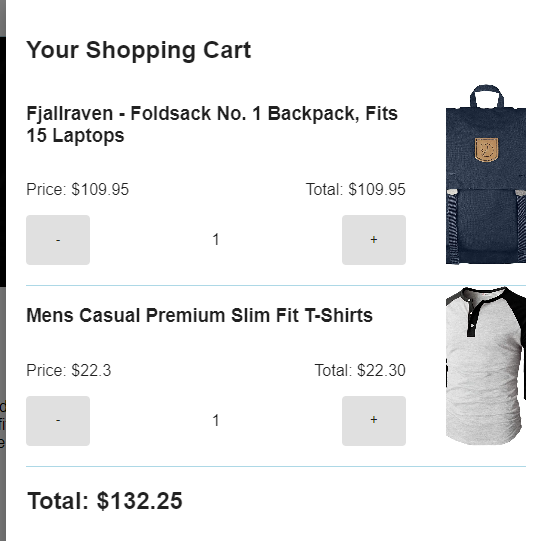 Your Shopping Cart
Fjallraven - Foldsack No. 1 Backpack, Fits
15 Laptops
Price: $109.95 Total: $109.95
- 1 +
Mens Casual Premium Slim Fit T-Shirts
Price: $22.3 Total: $22.30
- 1 +
Total: $132.25